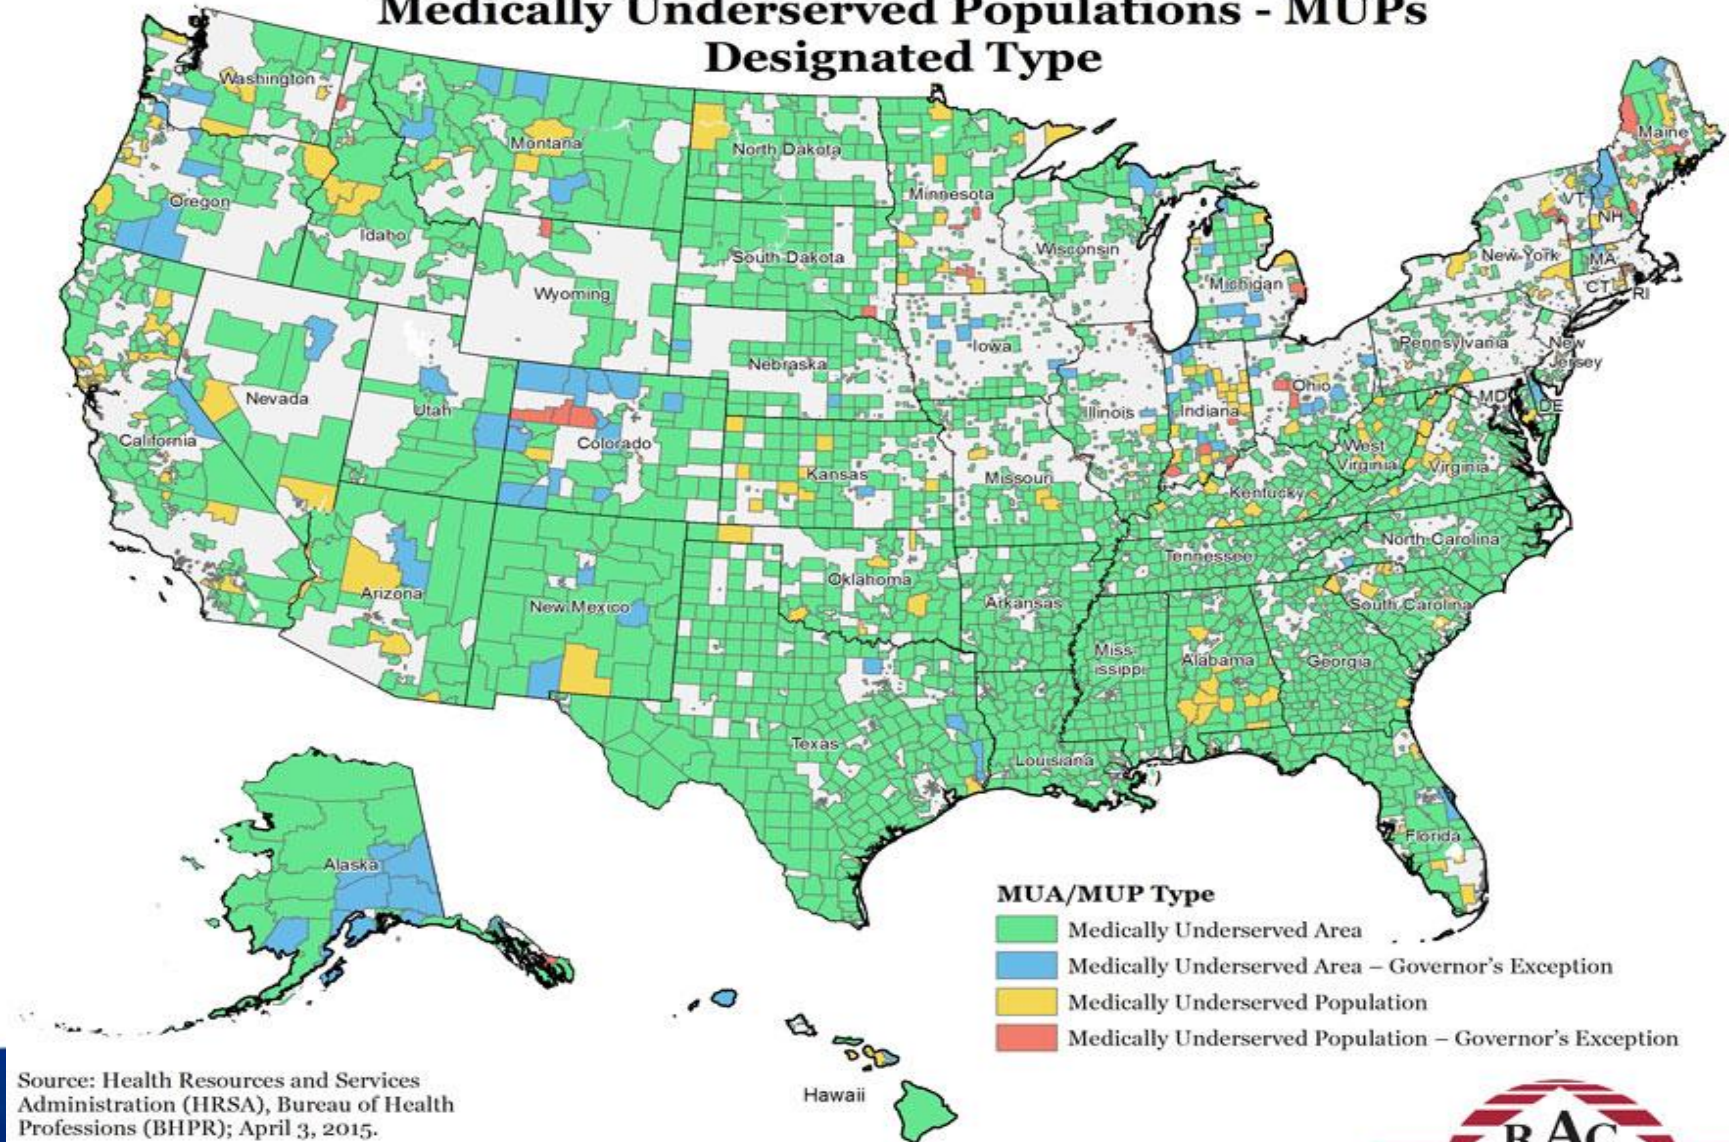 Medically Underserved Populations - MUPs
Designated Type
Washington
Montana
North Dakota
Minnesota
Maine
Oregon
Idaho
South Dakota
Wisconsin
VT
NH
Wyoming
Michigan
New York
MA
CT
RI
Nebraska
Iowa
Pennsylvania
New
Jersey
Nevada
Utah
Colorado
Illinois
Indiana
Ohio
MD
DE
California
Kansas
Missouri
West
Virginia
Virginia
Kentucky
Arizona
New Mexico
Oklahoma
Arkansas
Tennessee
North Carolina
South Carolina
Miss-
issippi
Alabama
Georgia
Texas
Louisiana
Florida
Alaska
Hawaii
MUA/MUP Type
Medically Underserved Area
Medically Underserved Area – Governor's Exception
Medically Underserved Population
Medically Underserved Population – Governor's Exception
Source: Health Resources and Services
Administration (HRSA), Bureau of Health
Professions (BHPR); April 3, 2015.
RAC